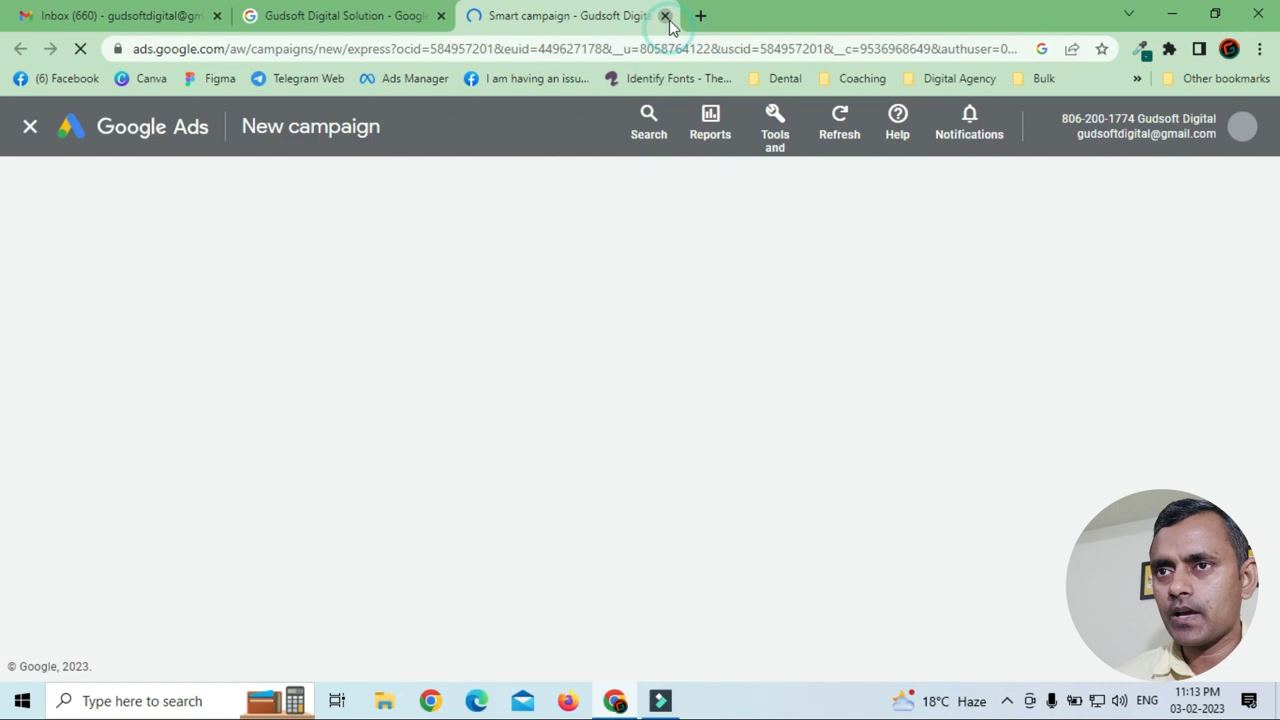 Inbox (660) - gudsoftdigital@gm
Gudsoft Digital Solution - Google
Smart campaign - Gudsoft Digita
ads.google.com/aw/campaigns/new/express?ocid=584957201&euid=449627178&__u=8058764122&uscid=584957201&__c=9536968649&authuser=0...
(6) Facebook
Canva
Figma
Telegram Web
Ads Manager
I am having an issu...
Identify Fonts - The...
Dental
Coaching
Digital Agency
Bulk
»
Other bookmarks
Google Ads
New campaign
Search
Reports
Tools and
Refresh
Help
Notifications
806-200-1774 Gudsoft Digital
gudsoftdigital@gmail.com
© Google, 2023.
Type here to search
18°C Haze
ENG
11:13 PM
03-02-2023